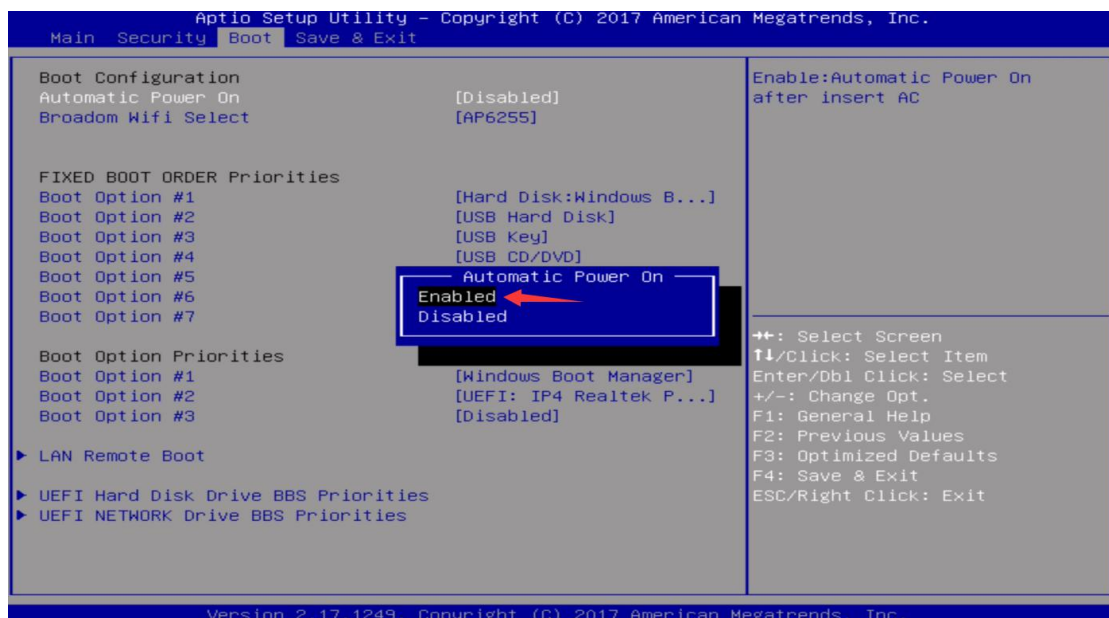 Aptio Setup Utility – Copyright (C) 2017 American Megatrends, Inc.
Main Security Boot Save & Exit
Boot Configuration
Automatic Power On [Disabled]
Broadom Wifi Select [AP6255]
FIXED BOOT ORDER Priorities
Boot Option #1 [Hard Disk:Windows B...]
Boot Option #2 [USB Hard Disk]
Boot Option #3 [USB Key]
Boot Option #4 [USB CD/DVD]
Boot Option #5
Boot Option #6
Boot Option #7
Automatic Power On
Enabled
Disabled
Boot Option Priorities
Boot Option #1 [Windows Boot Manager]
Boot Option #2 [UEFI: IP4 Realtek P...]
Boot Option #3 [Disabled]
LAN Remote Boot
UEFI Hard Disk Drive BBS Priorities
UEFI NETWORK Drive BBS Priorities
Enable:Automatic Power On
after insert AC
→←: Select Screen
↑↓/Click: Select Item
Enter/Dbl Click: Select
+/-: Change Opt.
F1: General Help
F2: Previous Values
F3: Optimized Defaults
F4: Save & Exit
ESC/Right Click: Exit
Version 2.17.1249. Copyright (C) 2017 American Megatrends, Inc.